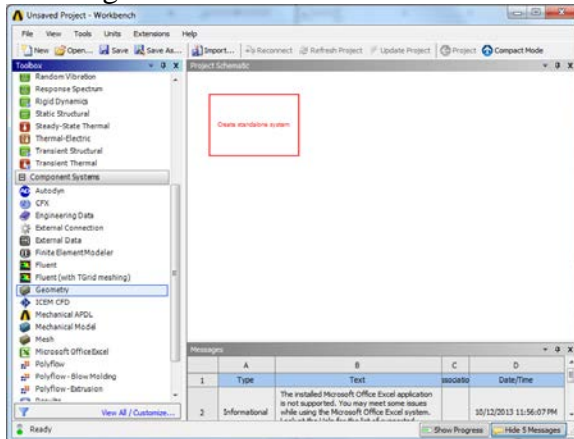 Unsaved Project - Workbench
File View Tools Units Extensions Help
New Open... Save Save As... Import... Reconnect Refresh Project Update Project Project Compact Mode
Toolbox
Project Schematic
Random Vibration
Response Spectrum
Rigid Dynamics
Static Structural
Steady-State Thermal
Thermal-Electric
Transient Structural
Transient Thermal
Create standalone system
Component Systems
Autodyn
CFX
Engineering Data
External Connection
External Data
Finite Element Modeler
Fluent
Fluent (with TGrid meshing)
Geometry
ICEM CFD
Mechanical APDL
Mechanical Model
Mesh
Microsoft Office Excel
Polyflow
Polyflow - Blow Molding
Polyflow - Extrusion
View All / Customize...
Messages
A B C D
1 Type Text Date/Time
2 Informational
The installed Microsoft Office Excel application
is not supported. You may meet some issues
while using the Microsoft Office Excel system.
10/12/2013 11:56:07 PM
Ready
Show Progress Hide 5 Messages